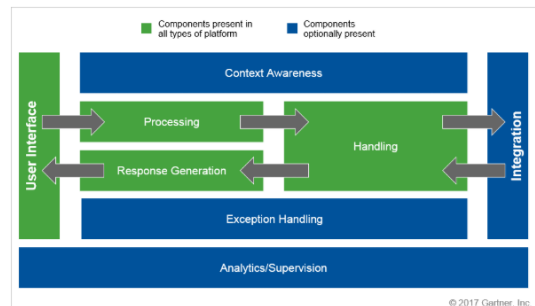 Components present in
all types of platform
Components
optionally present
Context Awareness
User Interface
Processing
Handling
Response Generation
Integration
Exception Handling
Analytics/Supervision
© 2017 Gartner, Inc